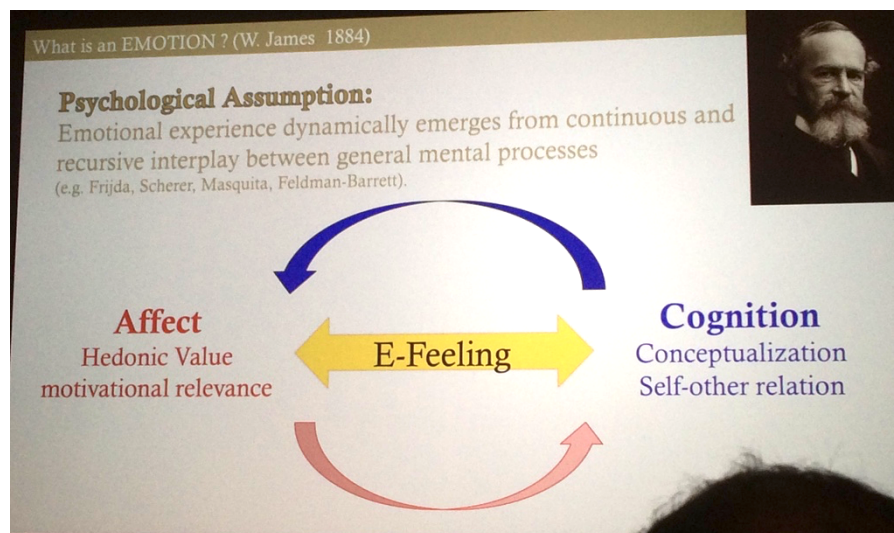 What is an EMOTION ? (W. James 1884)
Psychological Assumption:
Emotional experience dynamically emerges from continuous and
recursive interplay between general mental processes
(e.g. Frijda, Scherer, Masquita, Feldman-Barrett).
Affect
Hedonic Value
motivational relevance
E-Feeling
Cognition
Conceptualization
Self-other relation